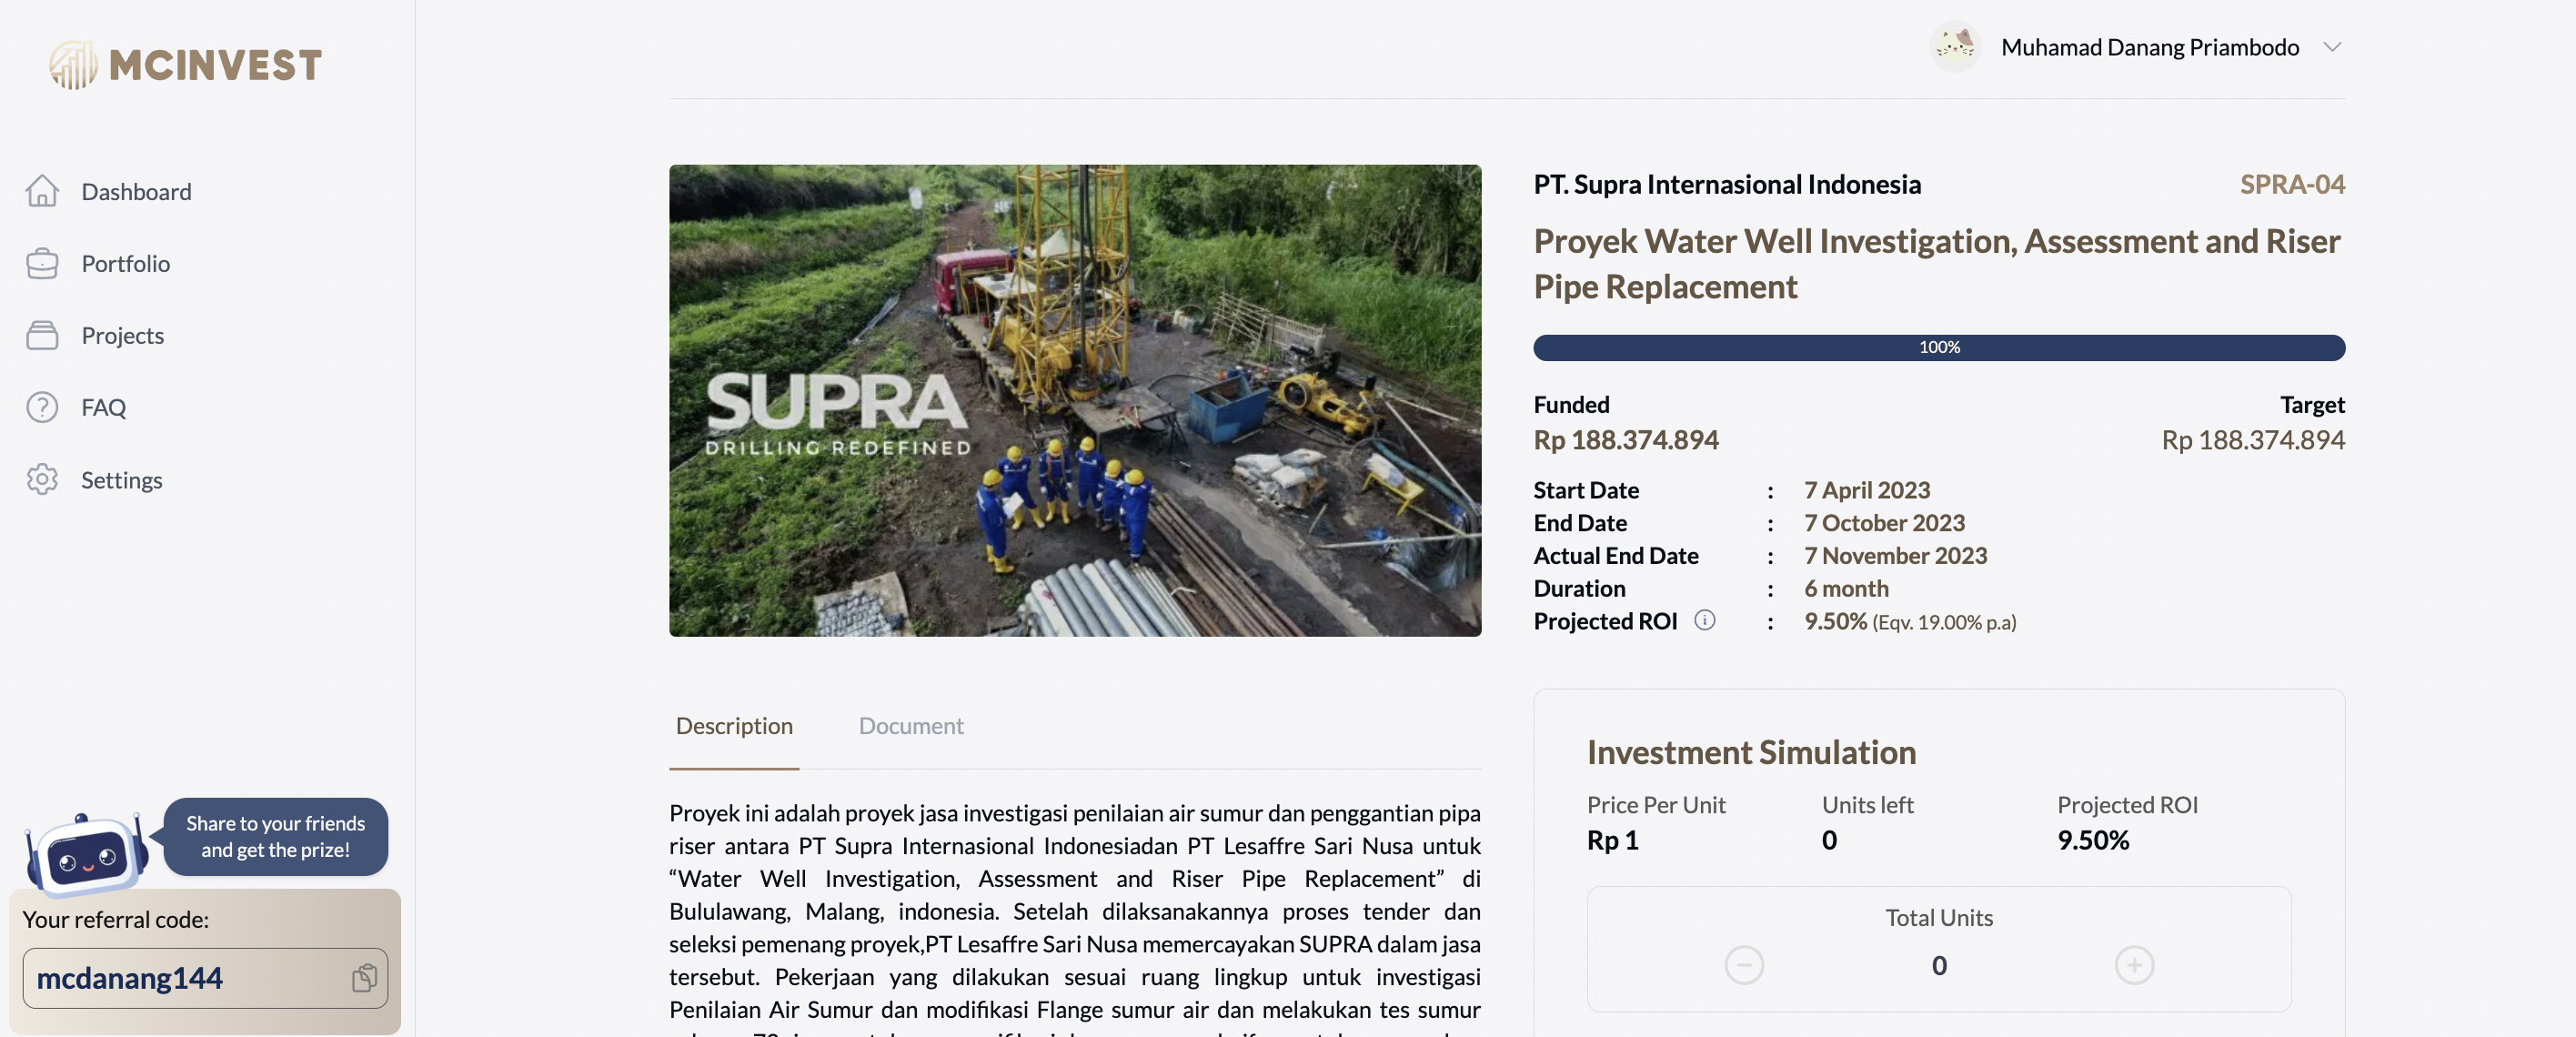 MCINVEST
Muhamad Danang Priambodo
Dashboard
Portfolio
Projects
FAQ
Settings
Share to your friends
and get the prize!
Your referral code:
mcdanang144
SUPRA
DRILLING REDEFINED
PT. Supra Internasional Indonesia
SPRA-04
Proyek Water Well Investigation, Assessment and Riser
Pipe Replacement
100%
Funded
Target
Rp 188.374.894
Rp 188.374.894
Start Date : 7 April 2023
End Date : 7 October 2023
Actual End Date : 7 November 2023
Duration : 6 month
Projected ROI : 9.50% (Eqv. 19.00% p.a)
Description
Document
Proyek ini adalah proyek jasa investigasi penilaian air sumur dan penggantian pipa
riser antara PT Supra Internasional Indonesiadan PT Lesaffre Sari Nusa untuk
“Water Well Investigation, Assessment and Riser Pipe Replacement” di
Bululawang, Malang, indonesia. Setelah dilaksanakannya proses tender dan
seleksi pemenang proyek,PT Lesaffre Sari Nusa memercayakan SUPRA dalam jasa
tersebut. Pekerjaan yang dilakukan sesuai ruang lingkup untuk investigasi
Penilaian Air Sumur dan modifikasi Flange sumur air dan melakukan tes sumur
Investment Simulation
Price Per Unit
Units left
Projected ROI
Rp 1
0
9.50%
Total Units
0